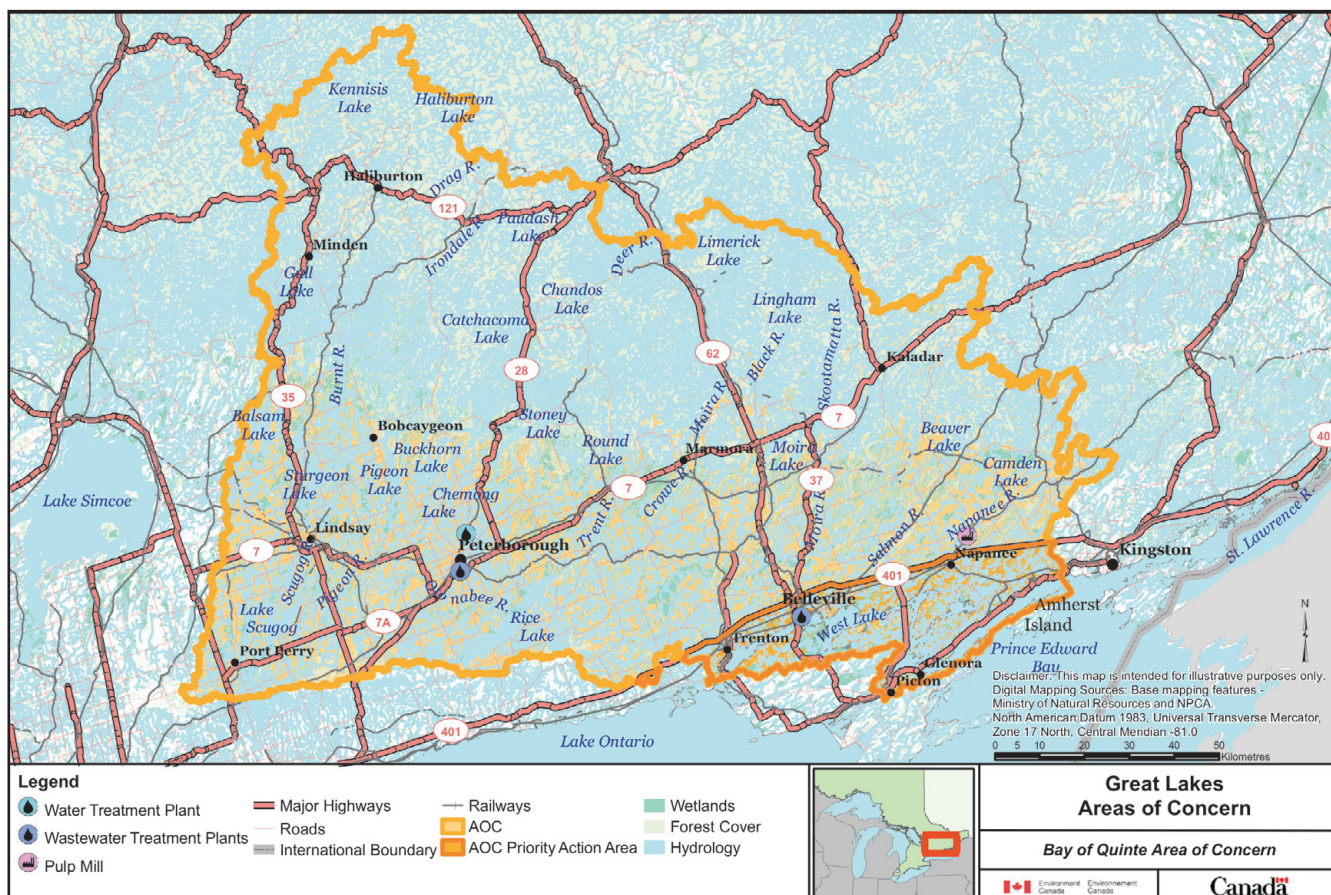 Kennisis
Lake
Haliburton
Lake
Haliburton
Drag R.
121
Paudash
Lake
Irondale R.
Minden
Gull
Lake
Deer R.
Limerick
Lake
Chandos
Lake
Catchacoma
Lake
Lingham
Lake
Black R.
Skootamatta R.
Burnt R.
62
28
Kaladar
35
Balsam
Lake
Bobcaygeon
Buckhorn
Lake
Stoney
Lake
Moira R.
7
Beaver
Lake
Round
Lake
Marmora
Moira
Lake
Camden
Lake
Pigeon
Lake
Sturgeon
Lake
Lake Simcoe
Chemong
Lake
7
Crowe R.
37
Trent R.
Moira R.
Salmon R.
Napanee R.
St. Lawrence R.
40
Lindsay
7
Peterborough
Napanee
Kingston
Scugog
Pigeon R.
nabee R.
401
Belleville
Amherst
Island
Lake
Scugog
7A
Rice
Lake
West Lake
Trenton
Prince Edward
Bay
Port Perry
Glenora
Picton
401
Lake Ontario
N
Disclaimer: This map is intended for illustrative purposes only.
Digital Mapping Sources: Base mapping features -
Ministry of Natural Resources and NPCA.
North American Datum 1983, Universal Transverse Mercator,
Zone 17 North, Central Meridian -81.0
0 5 10 20 30 40 50
Kilometres
Legend
Water Treatment Plant
Wastewater Treatment Plants
Pulp Mill
Major Highways
Roads
International Boundary
Railways
AOC
AOC Priority Action Area
Wetlands
Forest Cover
Hydrology
Great Lakes
Areas of Concern
Bay of Quinte Area of Concern
Environment
Canada
Environnement
Canada
Canada